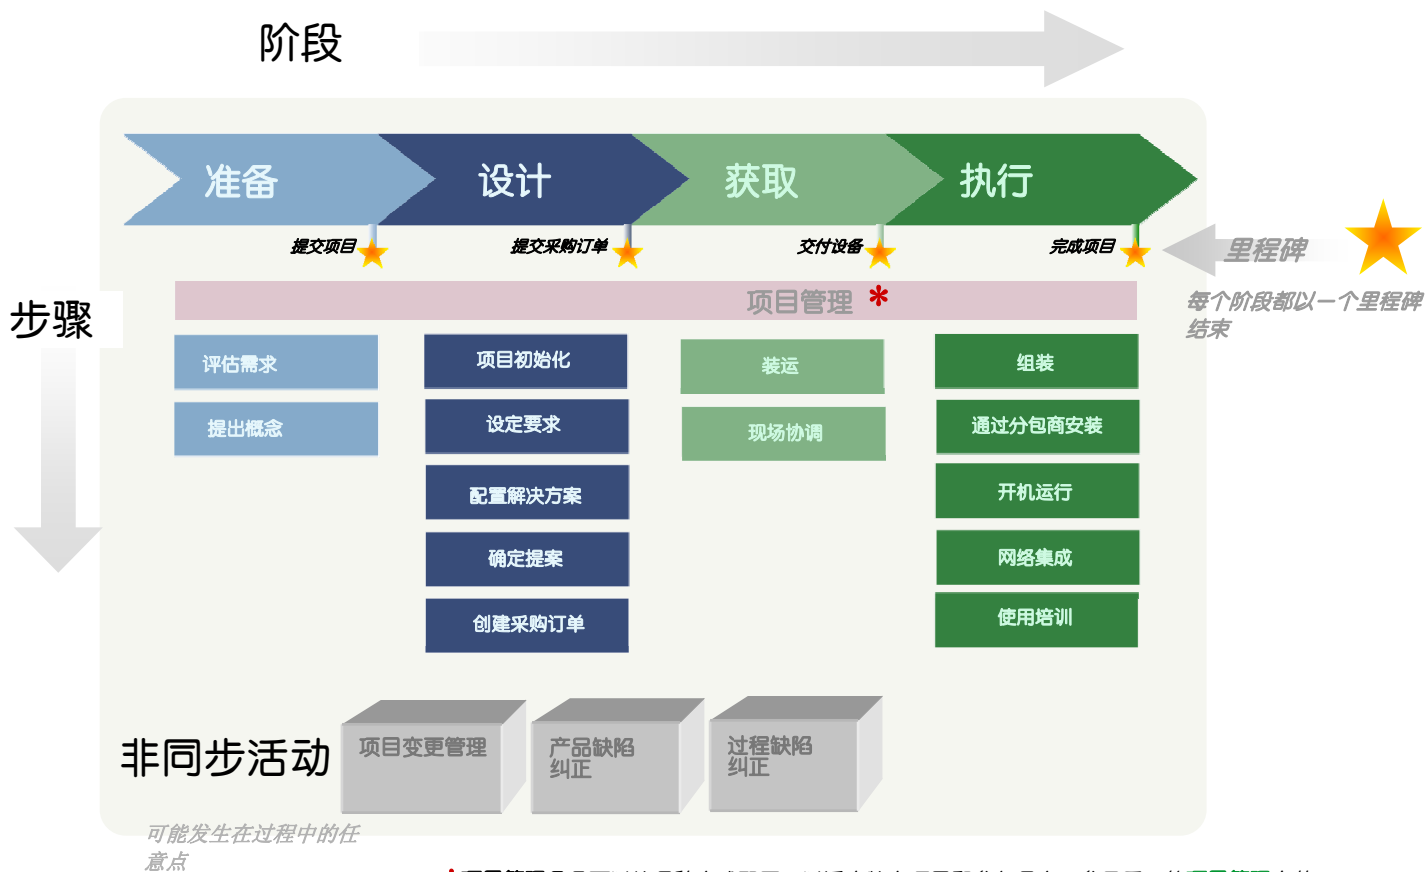 阶段
准备
设计
获取
执行
提交项目
提交采购订单
交付设备
完成项目
里程碑
每个阶段都以一个里程碑
结束
步骤
项目管理 *
评估需求
提出概念
项目初始化
设定要求
配置解决方案
确定提案
创建采购订单
装运
现场协调
组装
通过分包商安装
开机运行
网络集成
使用培训
非同步活动
项目变更管理
产品缺陷
纠正
过程缺陷
纠正
可能发生在过程中的任
意点